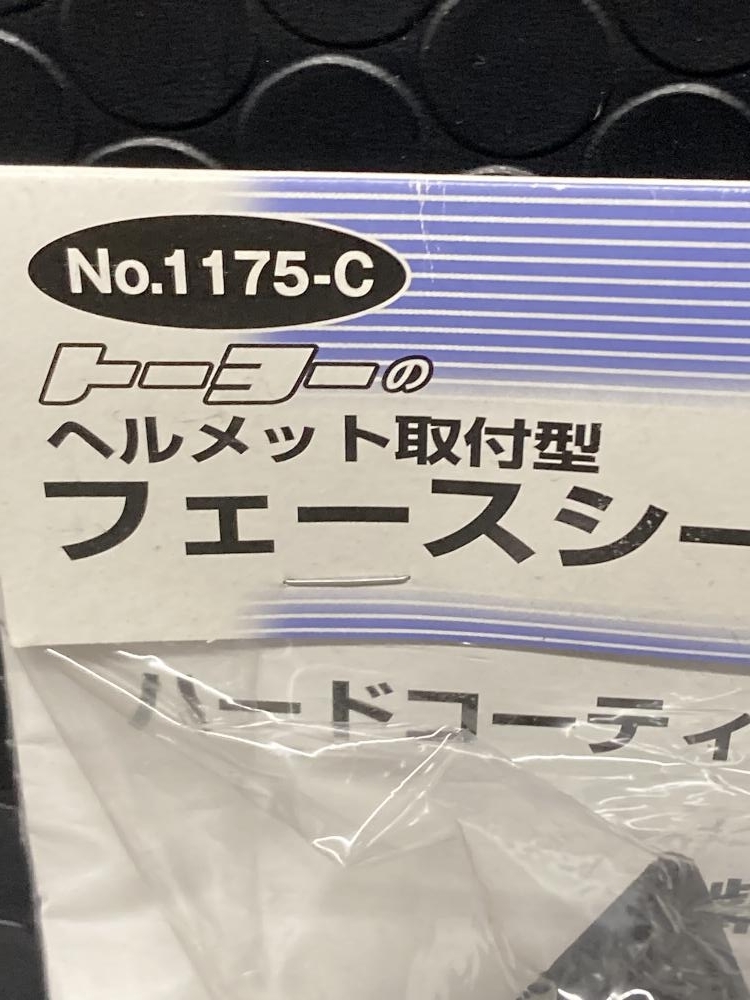 No.1175-C
トーヨーの
ヘルメット取付型
フェースシー
ハードコーティ